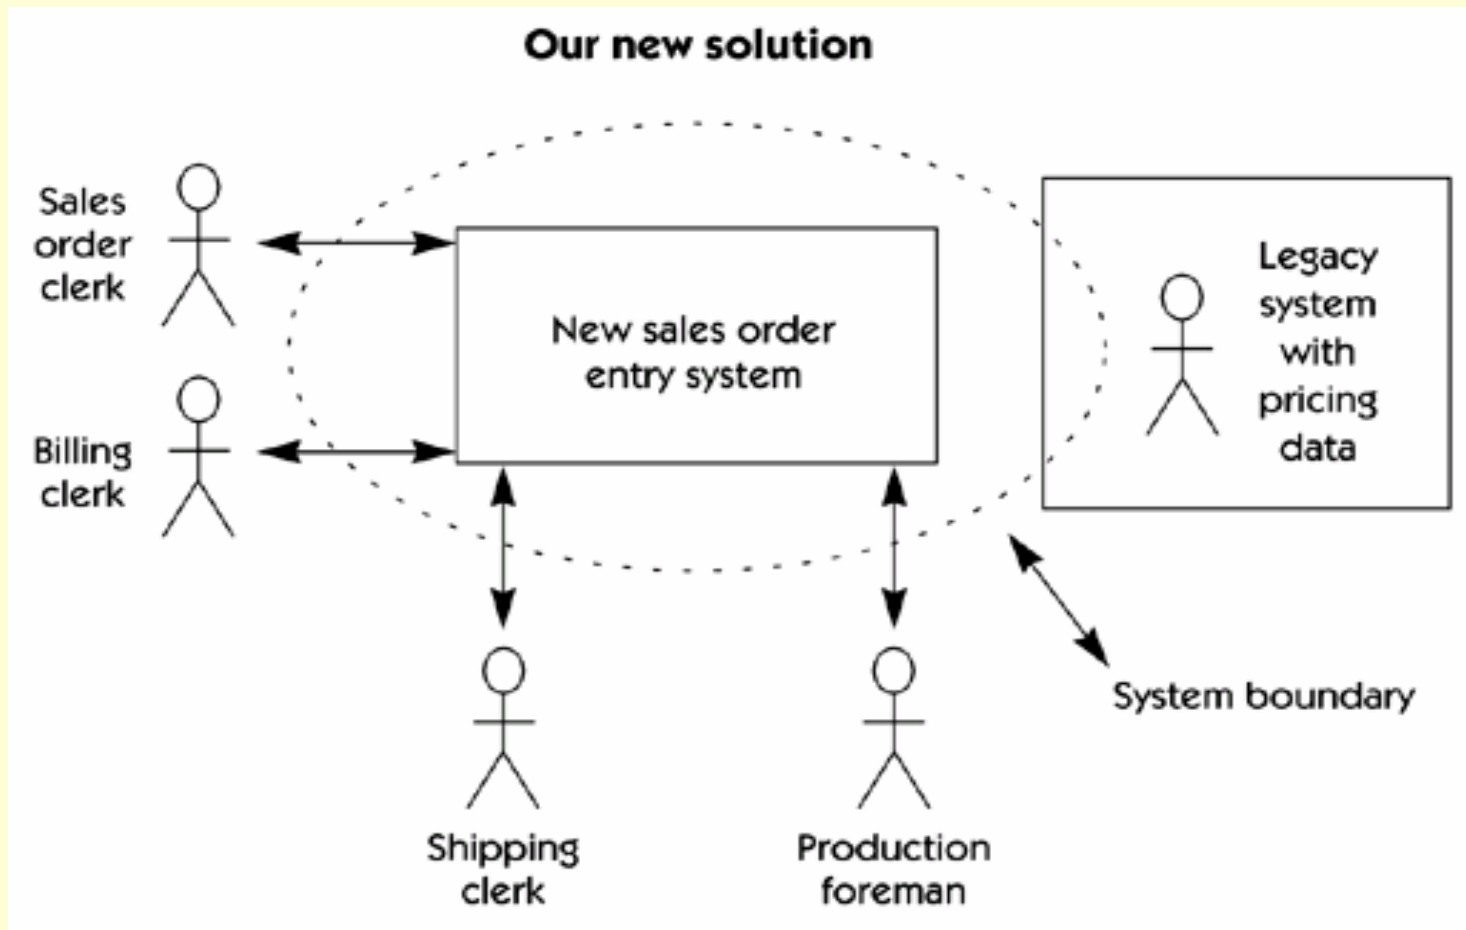 Our new solution
Sales
order
clerk
Billing
clerk
New sales order
entry system
Legacy
system
with
pricing
data
System boundary
Shipping
clerk
Production
foreman